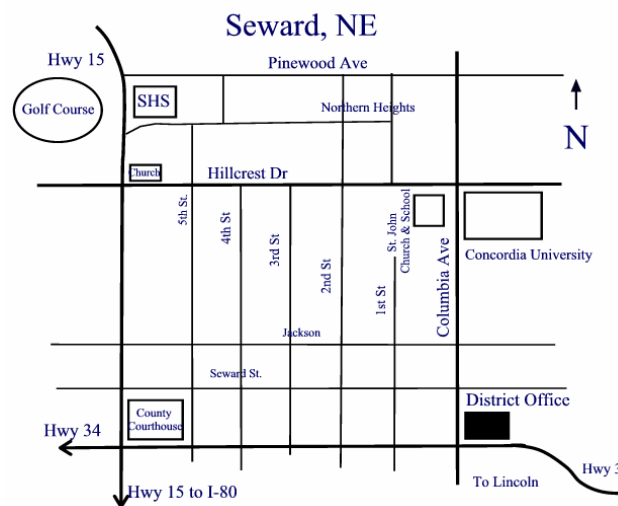 Seward, NE
Hwy 15
Pinewood Ave
Golf Course
SHS
Northern Heights
N
Church
Hillcrest Dr
5th St.
4th St
3rd St
2nd St
1st St
St. John
Church & School
Columbia Ave
Concordia University
Jackson
Seward St.
County
Courthouse
District Office
Hwy 34
Hwy 3
To Lincoln
Hwy 15 to I-80